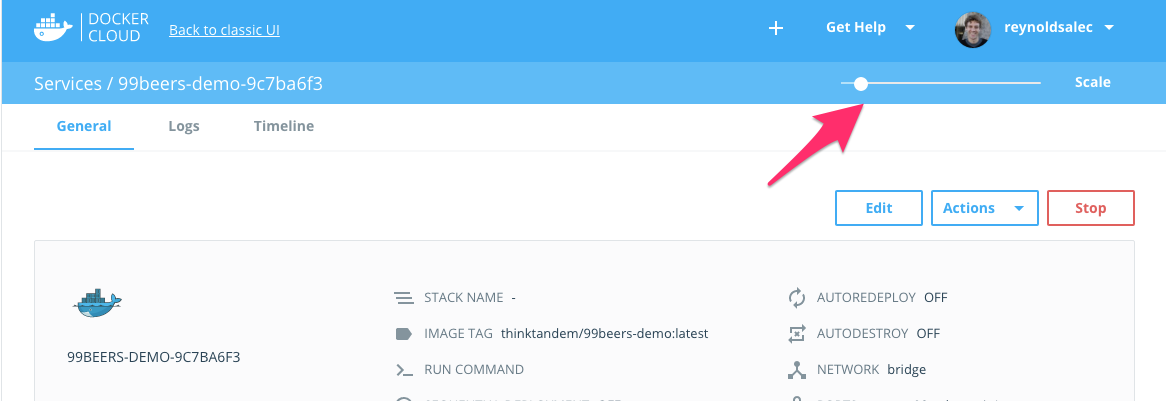 DOCKER
CLOUD
Back to classic UI
+
Get Help
reynoldsalec
Services / 99beers-demo-9c7ba6f3
Scale
General
Logs
Timeline
Edit
Actions
Stop
STACK NAME -
AUTOREDEPLOY OFF
IMAGE TAG thinktandem/99beers-demo:latest
AUTODESTROY OFF
99BEERS-DEMO-9C7BA6F3
RUN COMMAND
NETWORK bridge